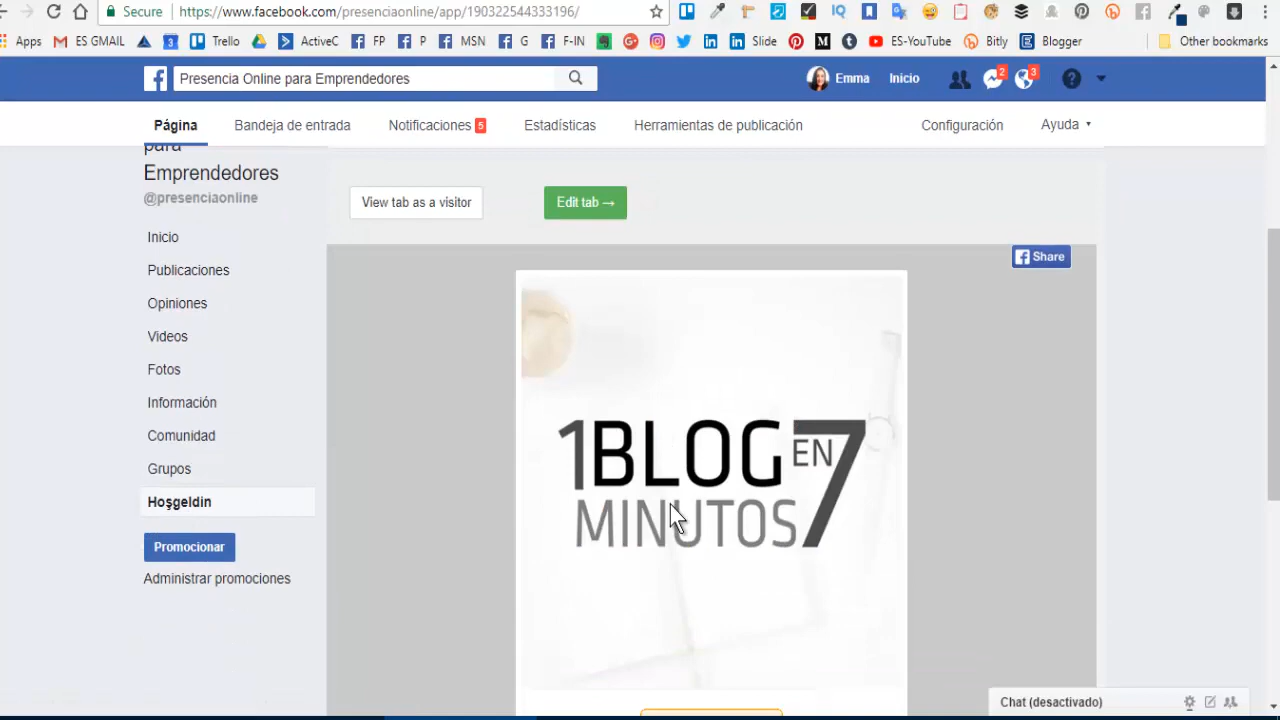 Secure https://www.facebook.com/presenciaonline/app/190322544333196/
Apps ES GMAIL 3 Trello ActiveC FP P MSN G F-IN Slide ES-YouTube Bitly Blogger Other bookmarks
Presencia Online para Emprendedores Emma Inicio 2 3
Página Bandeja de entrada Notificaciones 5 Estadísticas Herramientas de publicación Configuración Ayuda
para
Emprendedores
@presenciaonline
View tab as a visitor Edit tab →
Inicio
Share
Publicaciones
Opiniones
Videos
Fotos
Información
Comunidad
Grupos
Hoşgeldin
Promocionar
Administrar promociones
1BLOG EN 7
MINUTOS
Chat (desactivado)